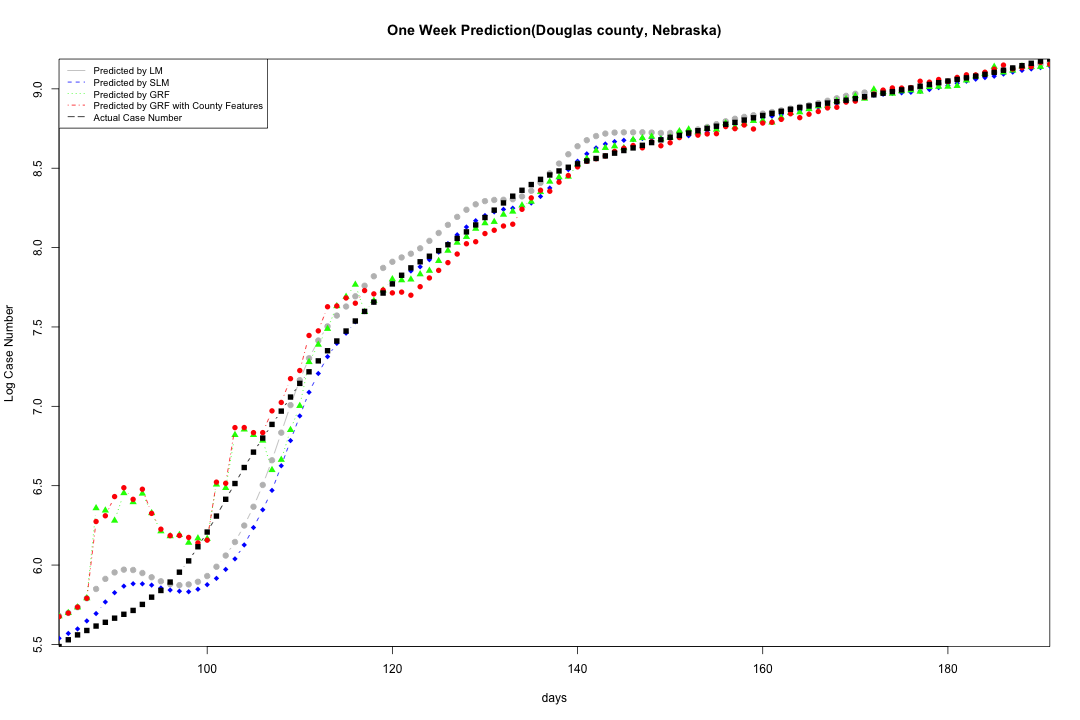 One Week Prediction(Douglas county, Nebraska)
Predicted by LM
Predicted by SLM
Predicted by GRF
Predicted by GRF with County Features
Actual Case Number
Log Case Number
9.0
8.5
8.0
7.5
7.0
6.5
6.0
5.5
100 120 140 160 180
days